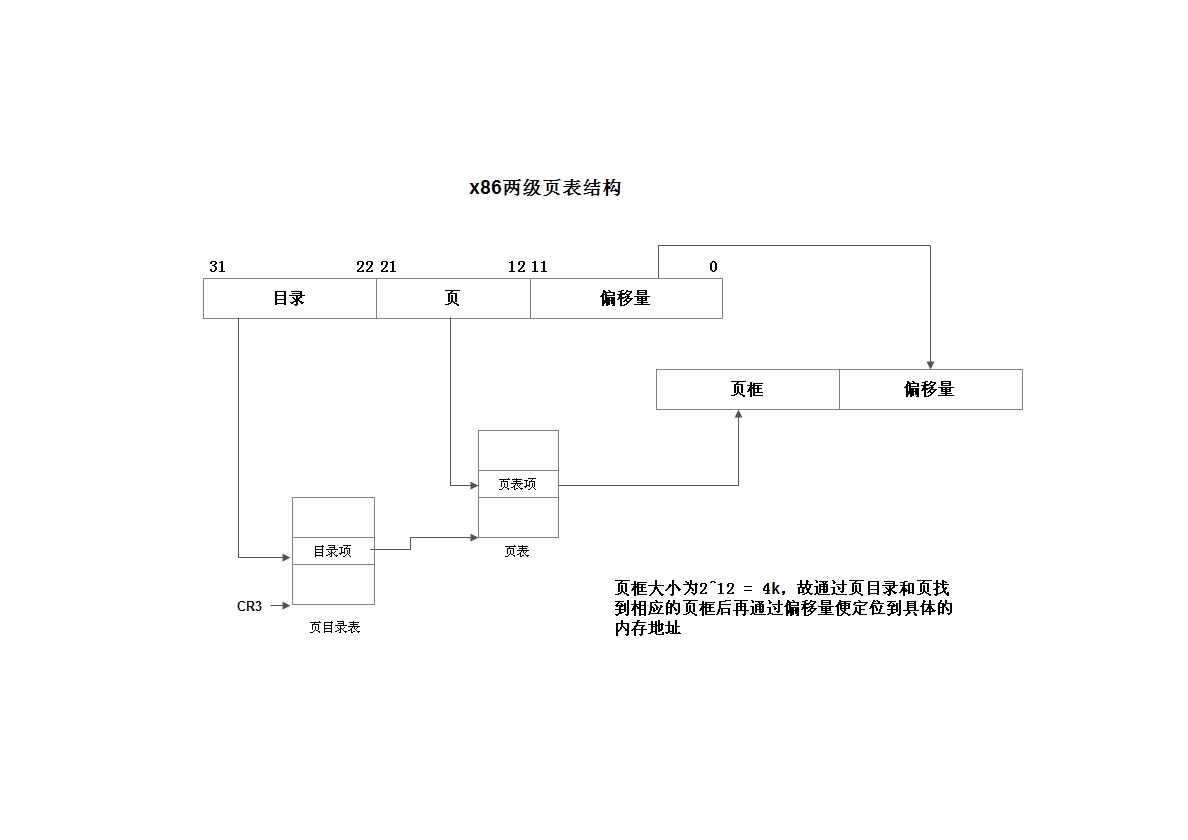 x86两级页表结构
31 22 21 12 11 0
目录 页 偏移量
页框 偏移量
页表项
目录项
页表
页框大小为2^12 = 4k，故通过页目录和页找
到相应的页框后再通过偏移量便定位到具体的
内存地址
CR3
页目录表